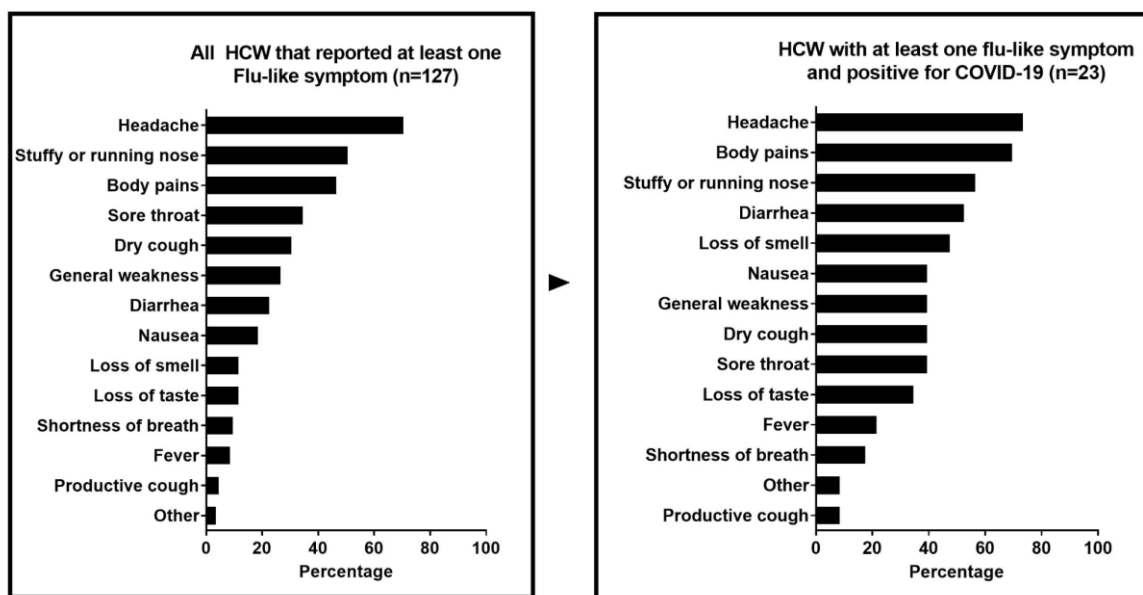 All HCW that reported at least one
Flu-like symptom (n=127)
Headache
Stuffy or running nose
Body pains
Sore throat
Dry cough
General weakness
Diarrhea
Nausea
Loss of smell
Loss of taste
Shortness of breath
Fever
Productive cough
Other
0 20 40 60 80 100
Percentage
HCW with at least one flu-like symptom
and positive for COVID-19 (n=23)
Headache
Body pains
Stuffy or running nose
Diarrhea
Loss of smell
Nausea
General weakness
Dry cough
Sore throat
Loss of taste
Fever
Shortness of breath
Other
Productive cough
0 20 40 60 80 100
Percentage